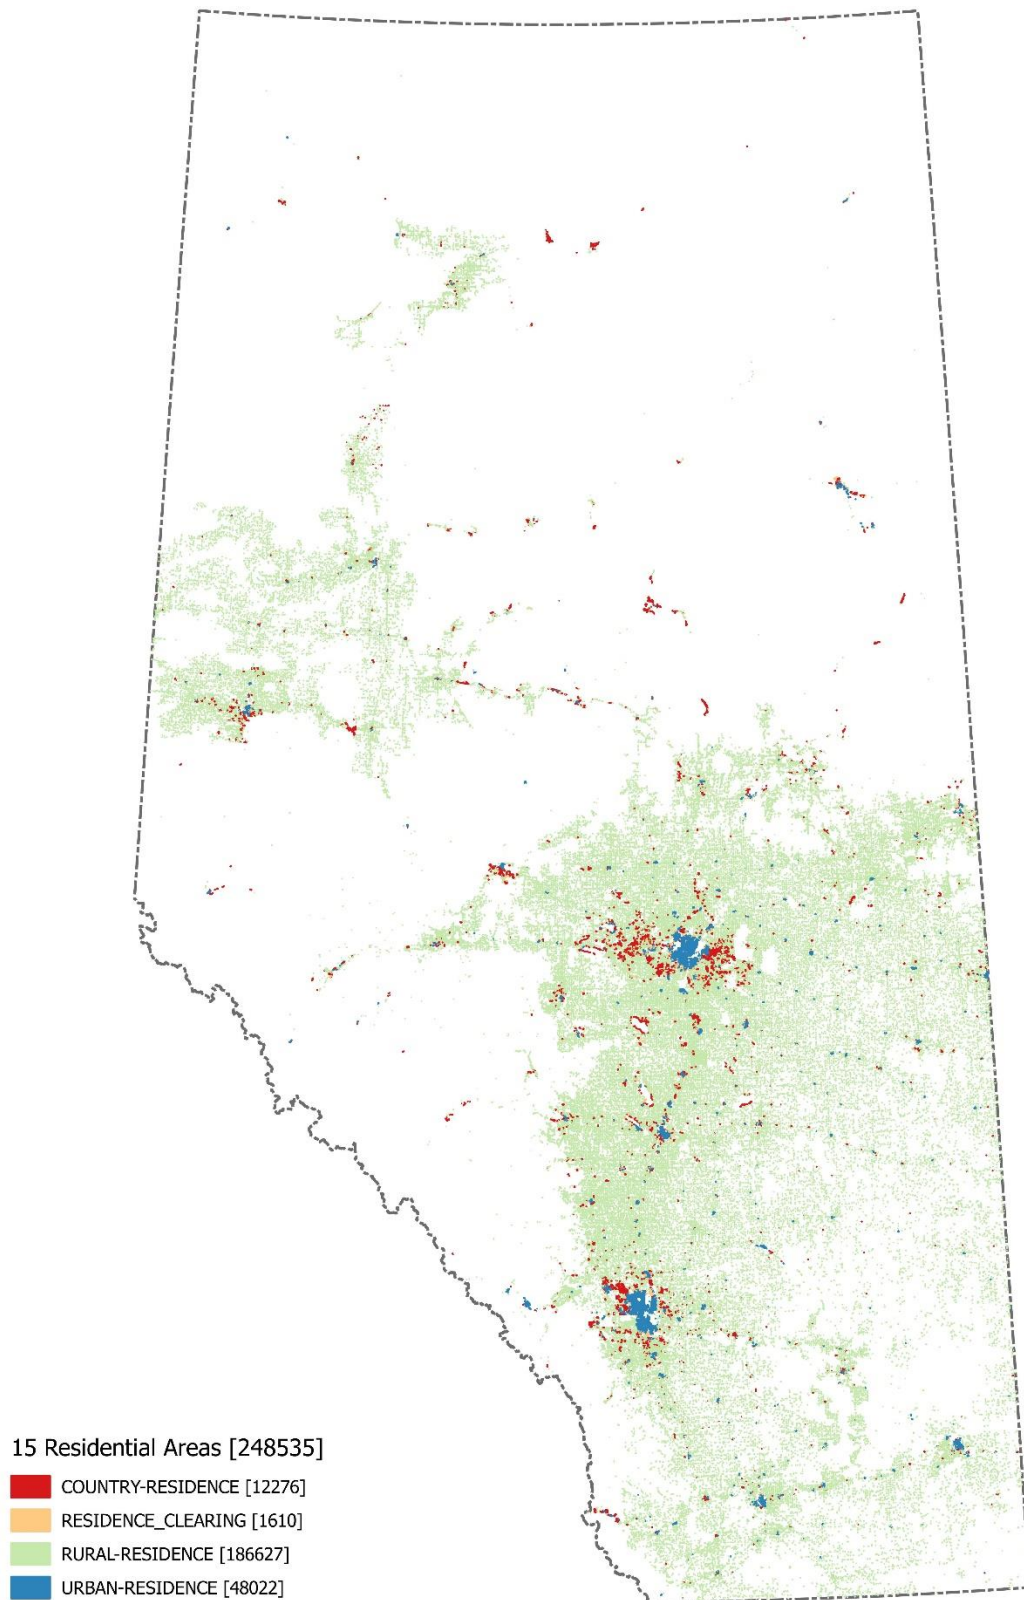 15 Residential Areas [248535]
COUNTRY-RESIDENCE [12276]
RESIDENCE_CLEARING [1610]
RURAL-RESIDENCE [186627]
URBAN-RESIDENCE [48022]